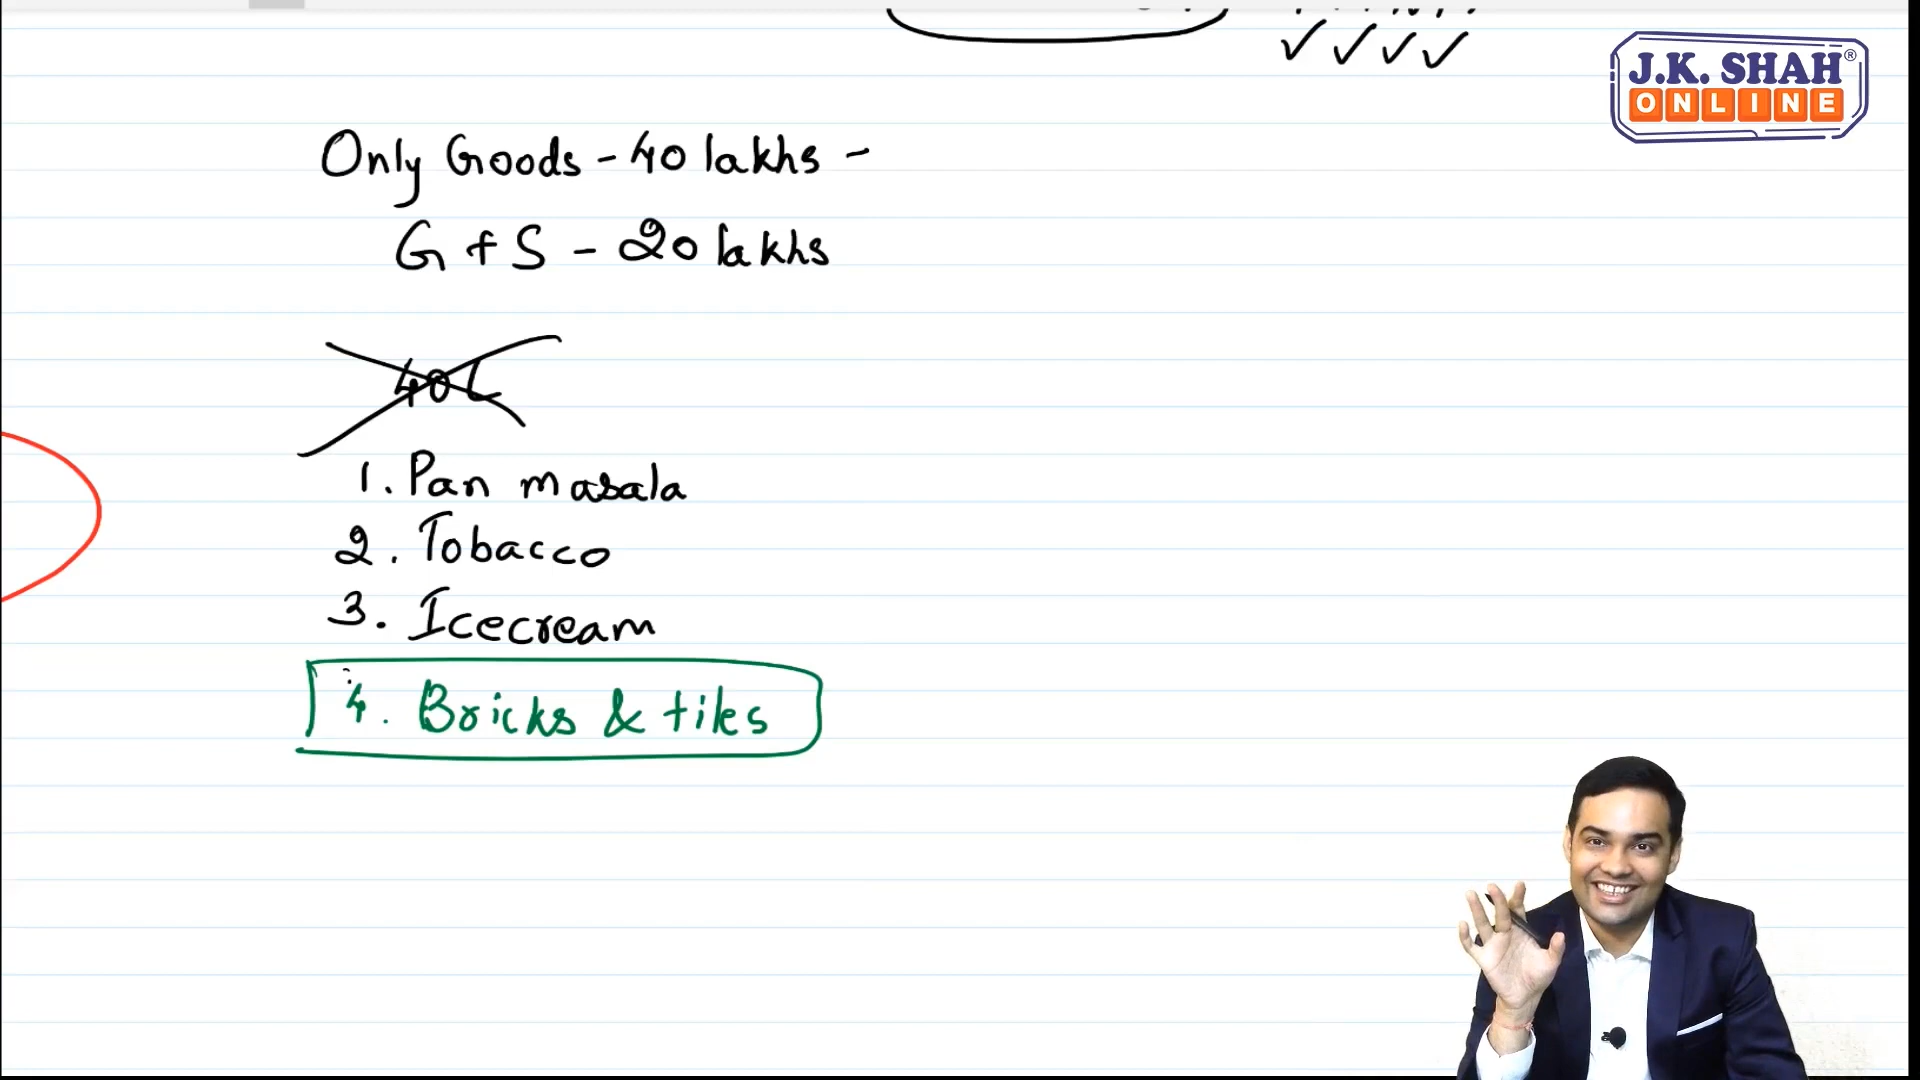 J.K. SHAH®
ONLINE
Only Goods - 40 lakhs -
G + S - 20 lakhs
40L
1. Pan masala
2. Tobacco
3. Icecream
4. Bricks & tiles